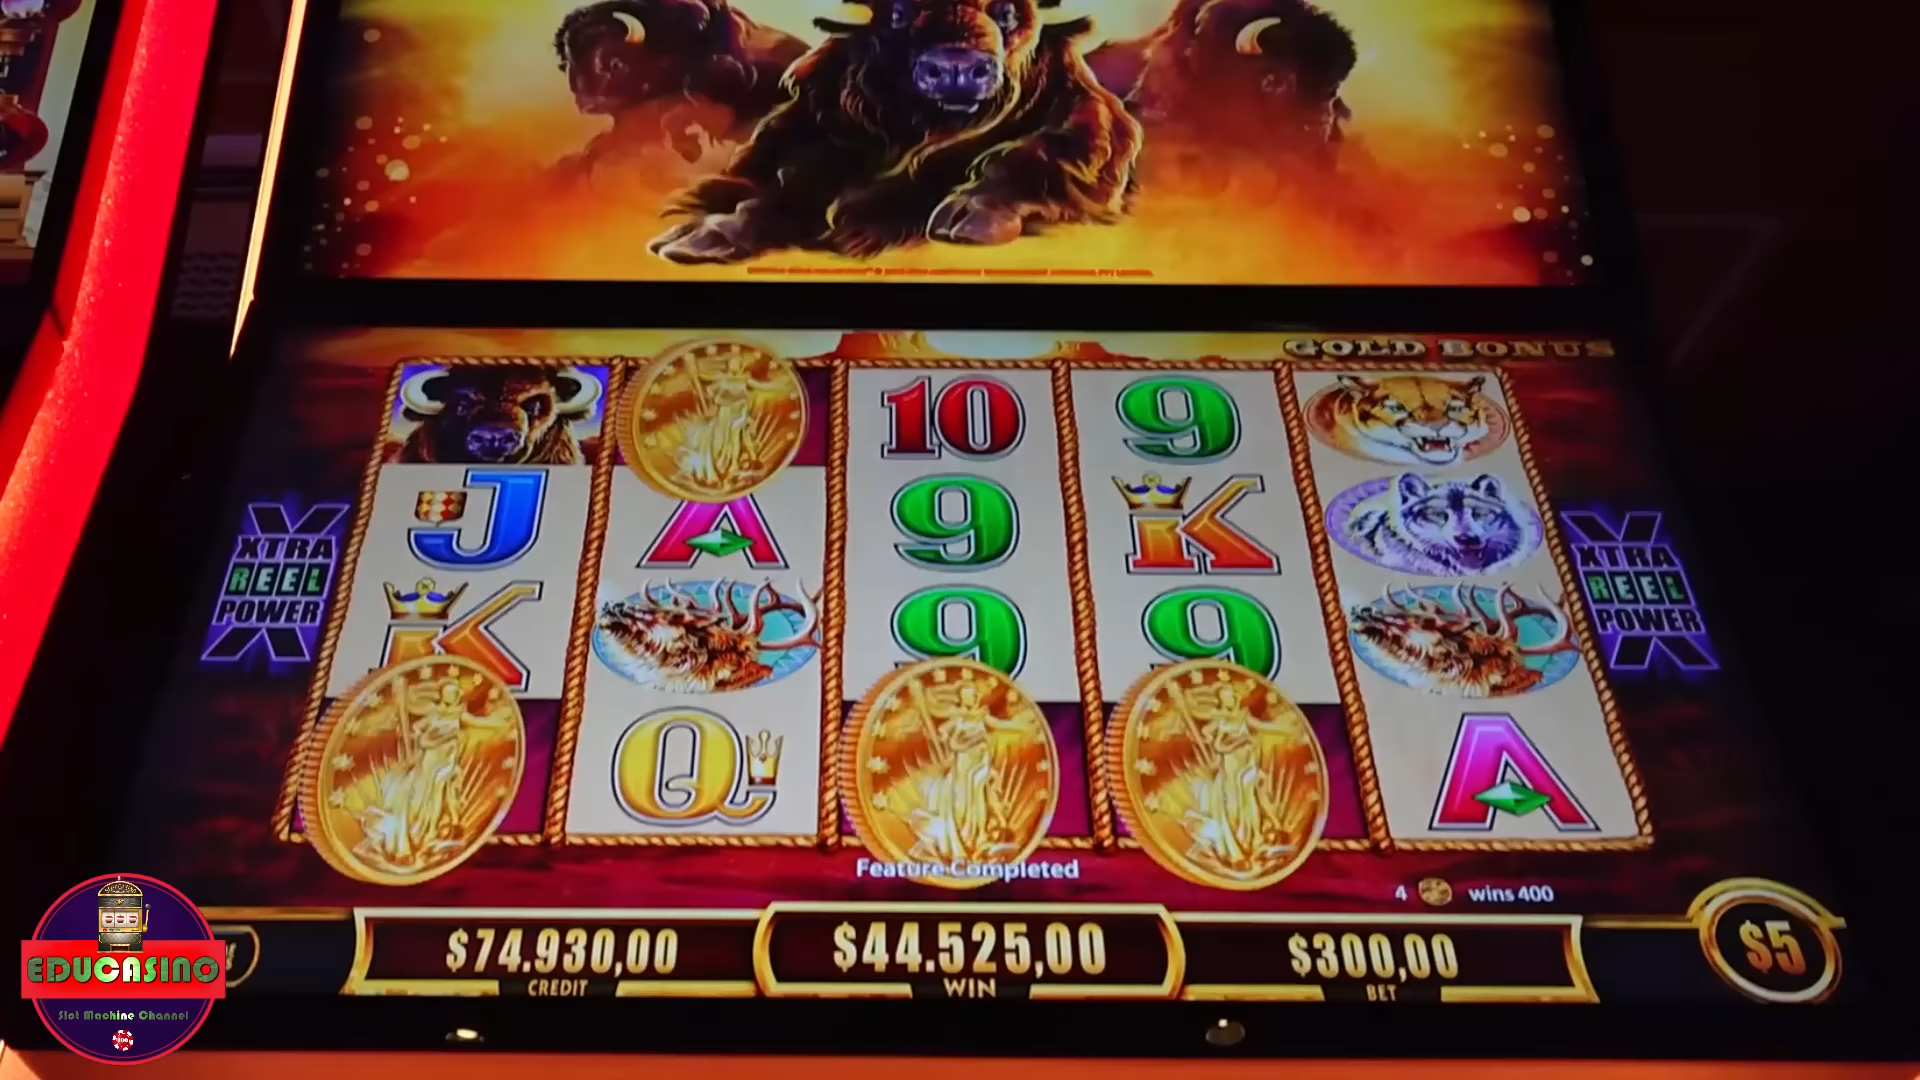 GOLD BONUS
10
9
J
A
9
K
K
9
9
Q
A
XTRA
REEL
POWER
XTRA
REEL
POWER
Feature Completed
4 wins 400
$74.930,00
CREDIT
$44.525,00
WIN
$300,00
BET
$5
EDUCASINO
Slot Machine Channel